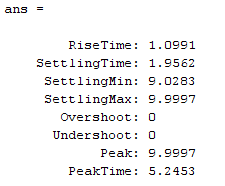 ans =
RiseTime: 1.0991
SettlingTime: 1.9562
SettlingMin: 9.0283
SettlingMax: 9.9997
Overshoot: 0
Undershoot: 0
Peak: 9.9997
PeakTime: 5.2453